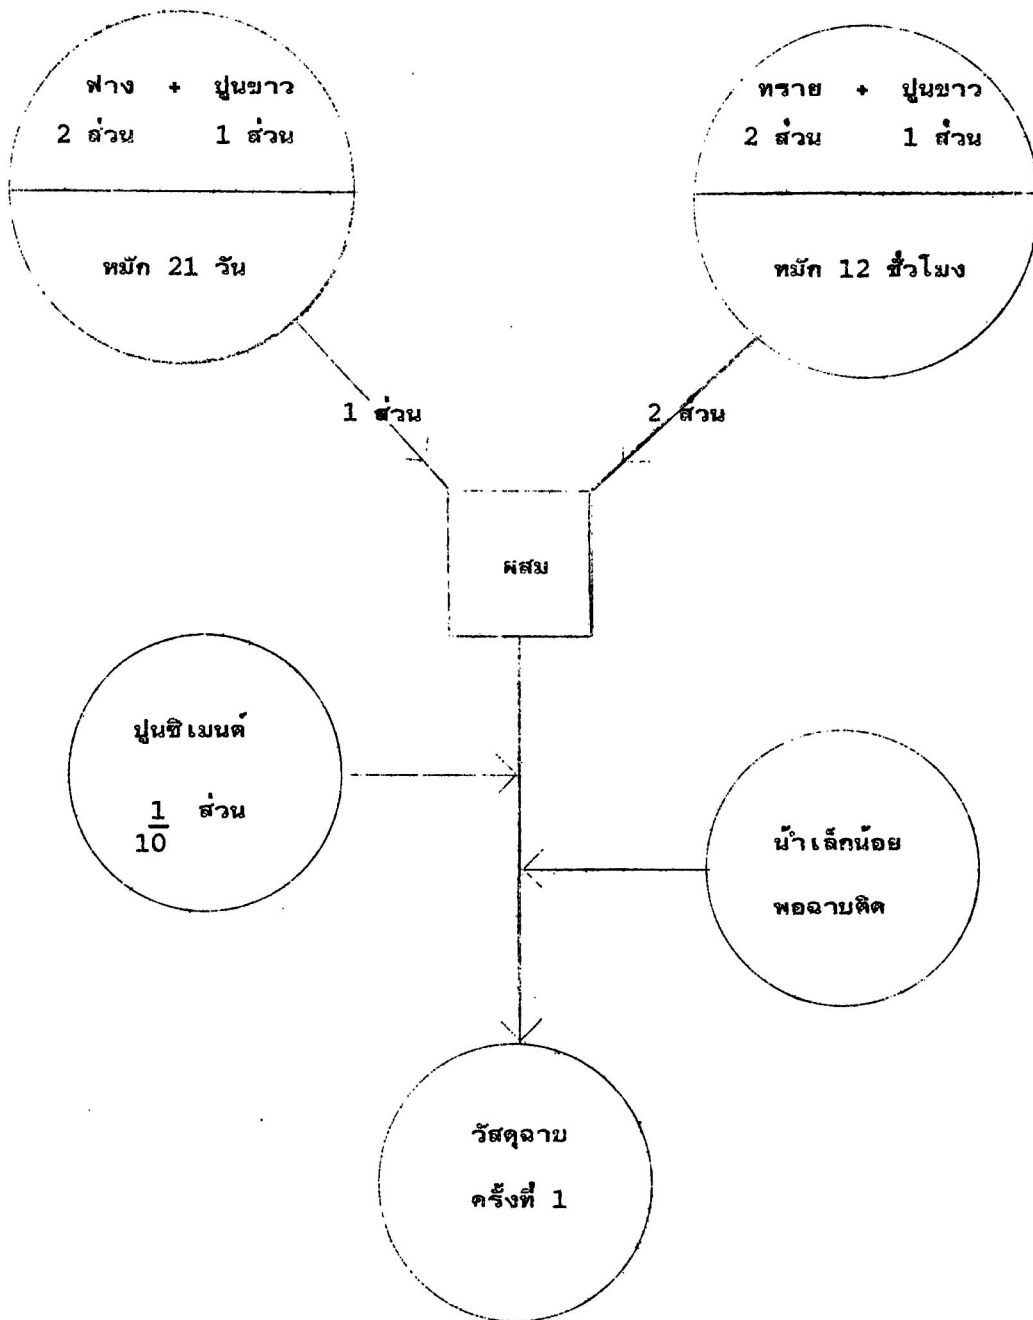 ฟาง + ปูนขาว
2 ส่วน 1 ส่วน
หมัก 21 วัน
ทราย + ปูนขาว
2 ส่วน 1 ส่วน
หมัก 12 ชั่วโมง
1 ส่วน
2 ส่วน
ผสม
ปูนซิเมนต์
1/10 ส่วน
น้ำเล็กน้อย
พอฉาบติด
วัสดุฉาบ
ครั้งที่ 1